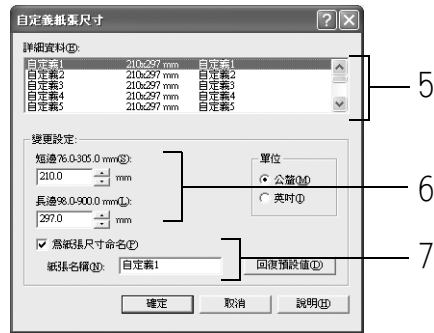 自定義紙張尺寸
詳細資料(E):
自定義1 210x297 mm 自定義1
自定義2 210x297 mm 自定義2
自定義3 210x297 mm 自定義3
自定義4 210x297 mm 自定義4
自定義5 210x297 mm 自定義5
5
變更設定:
短邊76.0-305.0 mm(S):
210.0 mm
長邊98.0-900.0 mm(L):
297.0 mm
單位
公釐(M)
英吋(I)
6
為紙張尺寸命名(P)
紙張名稱(N): 自定義1
回復預設值(D)
7
確定 取消 說明(H)